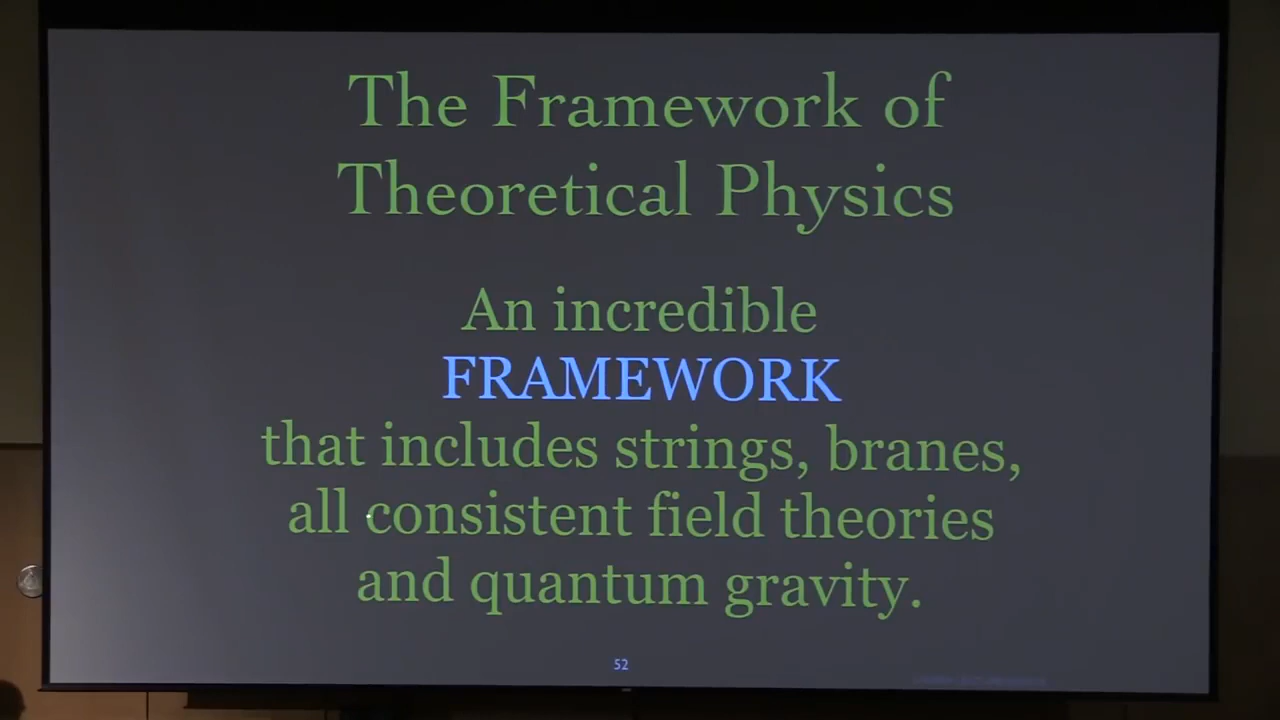 The Framework of
Theoretical Physics
An incredible
FRAMEWORK
that includes strings, branes,
all consistent field theories
and quantum gravity.
52